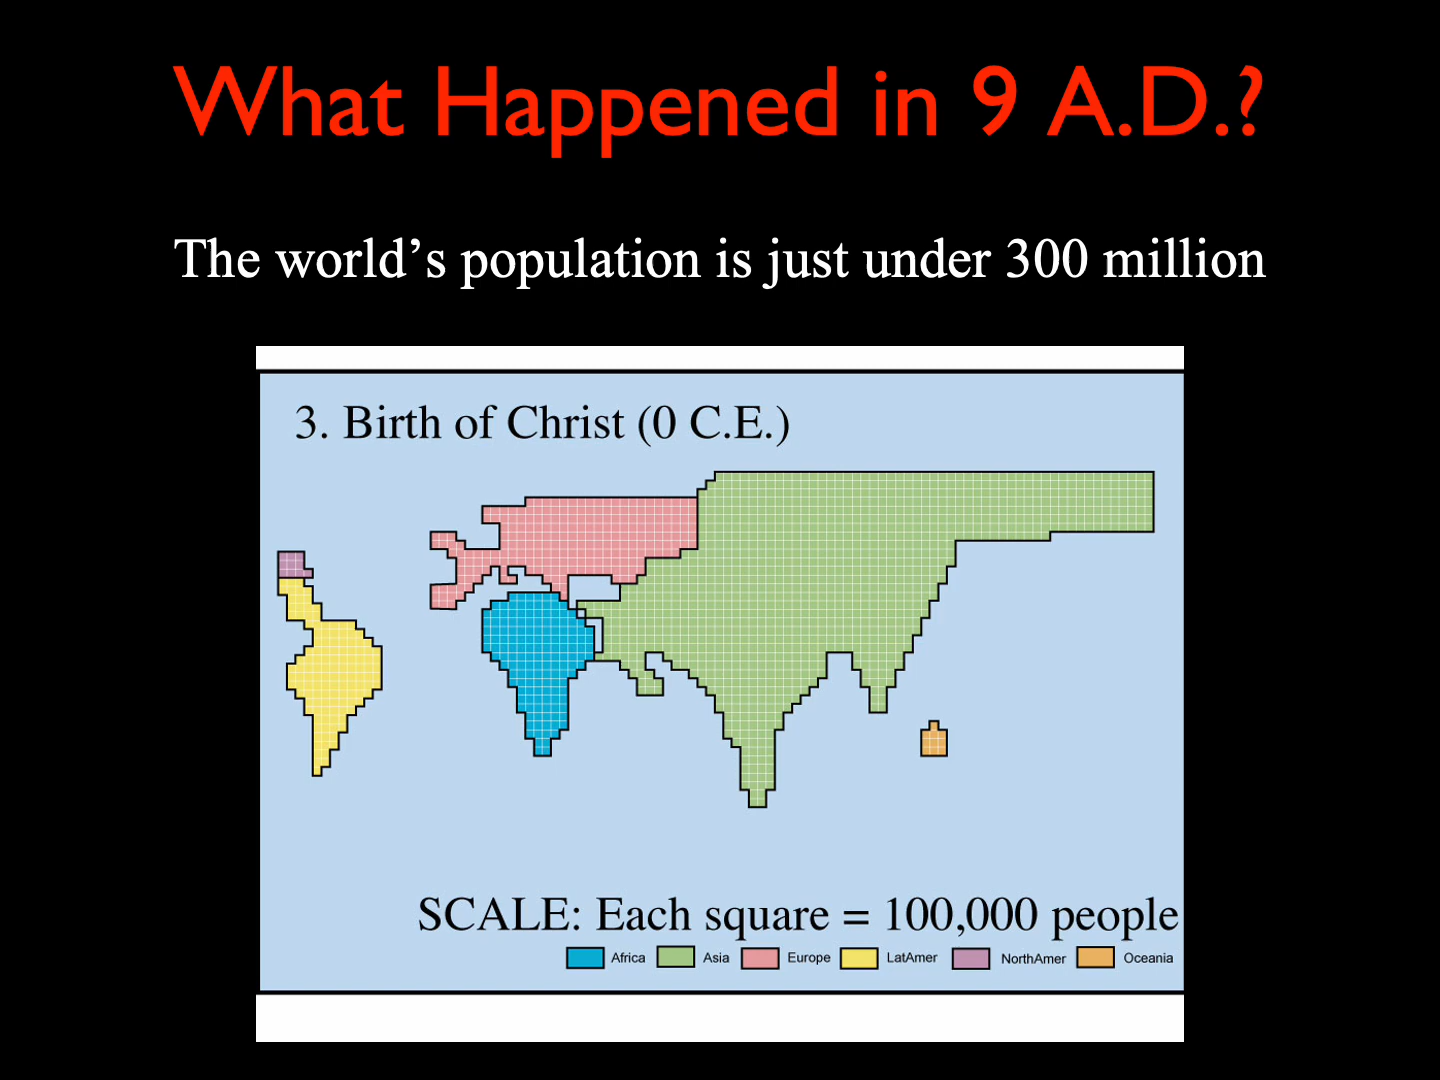 What Happened in 9 A.D.?
The world’s population is just under 300 million
3. Birth of Christ (0 C.E.)
SCALE: Each square = 100,000 people
Africa Asia Europe LatAmer NorthAmer Oceania